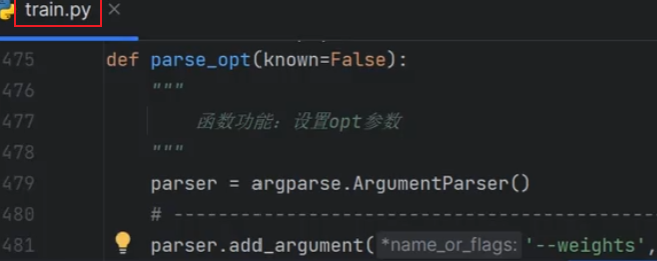 train.py
475 def parse_opt(known=False):
476 """
477 函数功能：设置opt参数
478 """
479 parser = argparse.ArgumentParser()
480 # --------------------------------------------
481 parser.add_argument( *name_or_flags: '--weights',